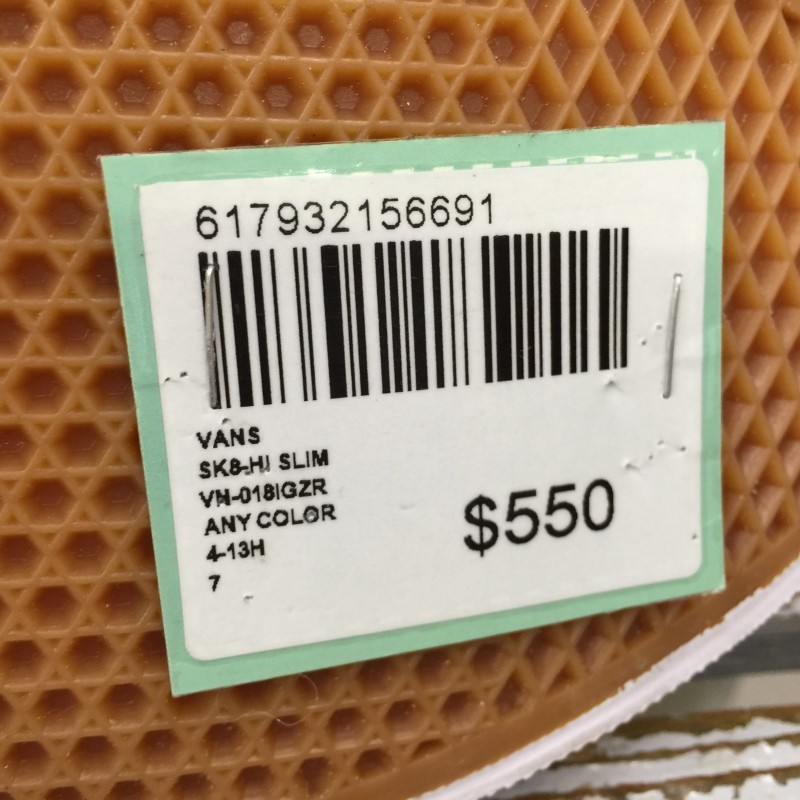 617932156691
VANS
SK8-HI SLIM
VN-018IGZR
ANY COLOR
4-13H
7
$550